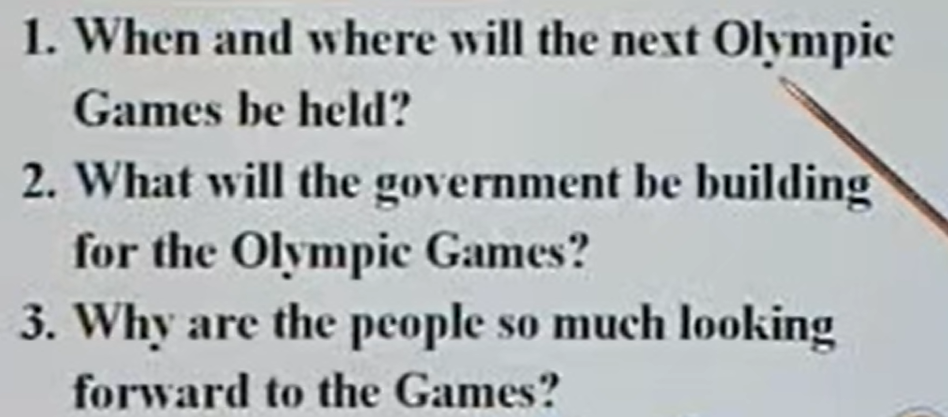 1. When and where will the next Olympic
Games be held?
2. What will the government be building
for the Olympic Games?
3. Why are the people so much looking
forward to the Games?